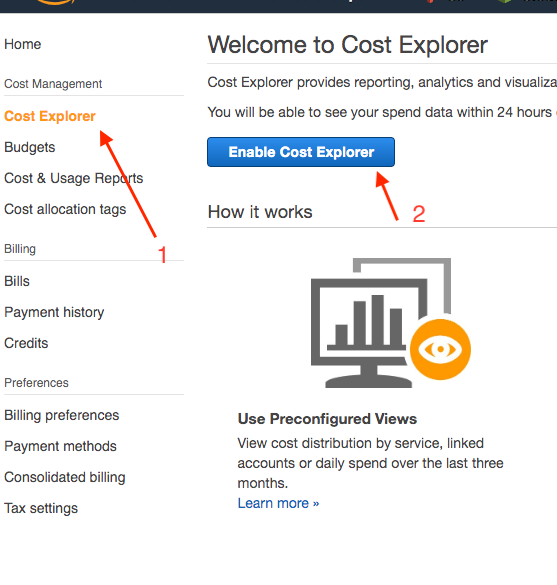 Home
Cost Management
Cost Explorer
Budgets
Cost & Usage Reports
Cost allocation tags
1
Billing
Bills
Payment history
Credits
Preferences
Billing preferences
Payment methods
Consolidated billing
Tax settings
Welcome to Cost Explorer
Cost Explorer provides reporting, analytics and visualiza
You will be able to see your spend data within 24 hours
Enable Cost Explorer
2
How it works
Use Preconfigured Views
View cost distribution by service, linked
accounts or daily spend over the last three
months.
Learn more »